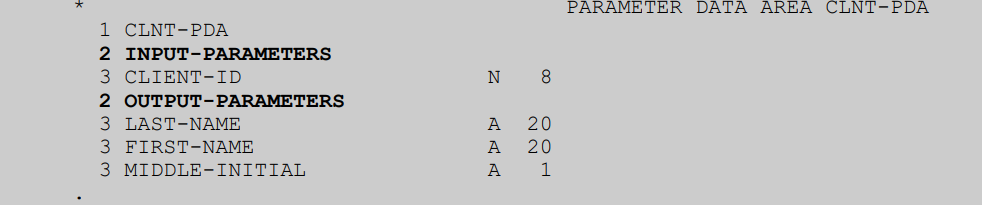 * PARAMETER DATA AREA CLNT-PDA
1 CLNT-PDA
2 INPUT-PARAMETERS
3 CLIENT-ID N 8
2 OUTPUT-PARAMETERS
3 LAST-NAME A 20
3 FIRST-NAME A 20
3 MIDDLE-INITIAL A 1
.